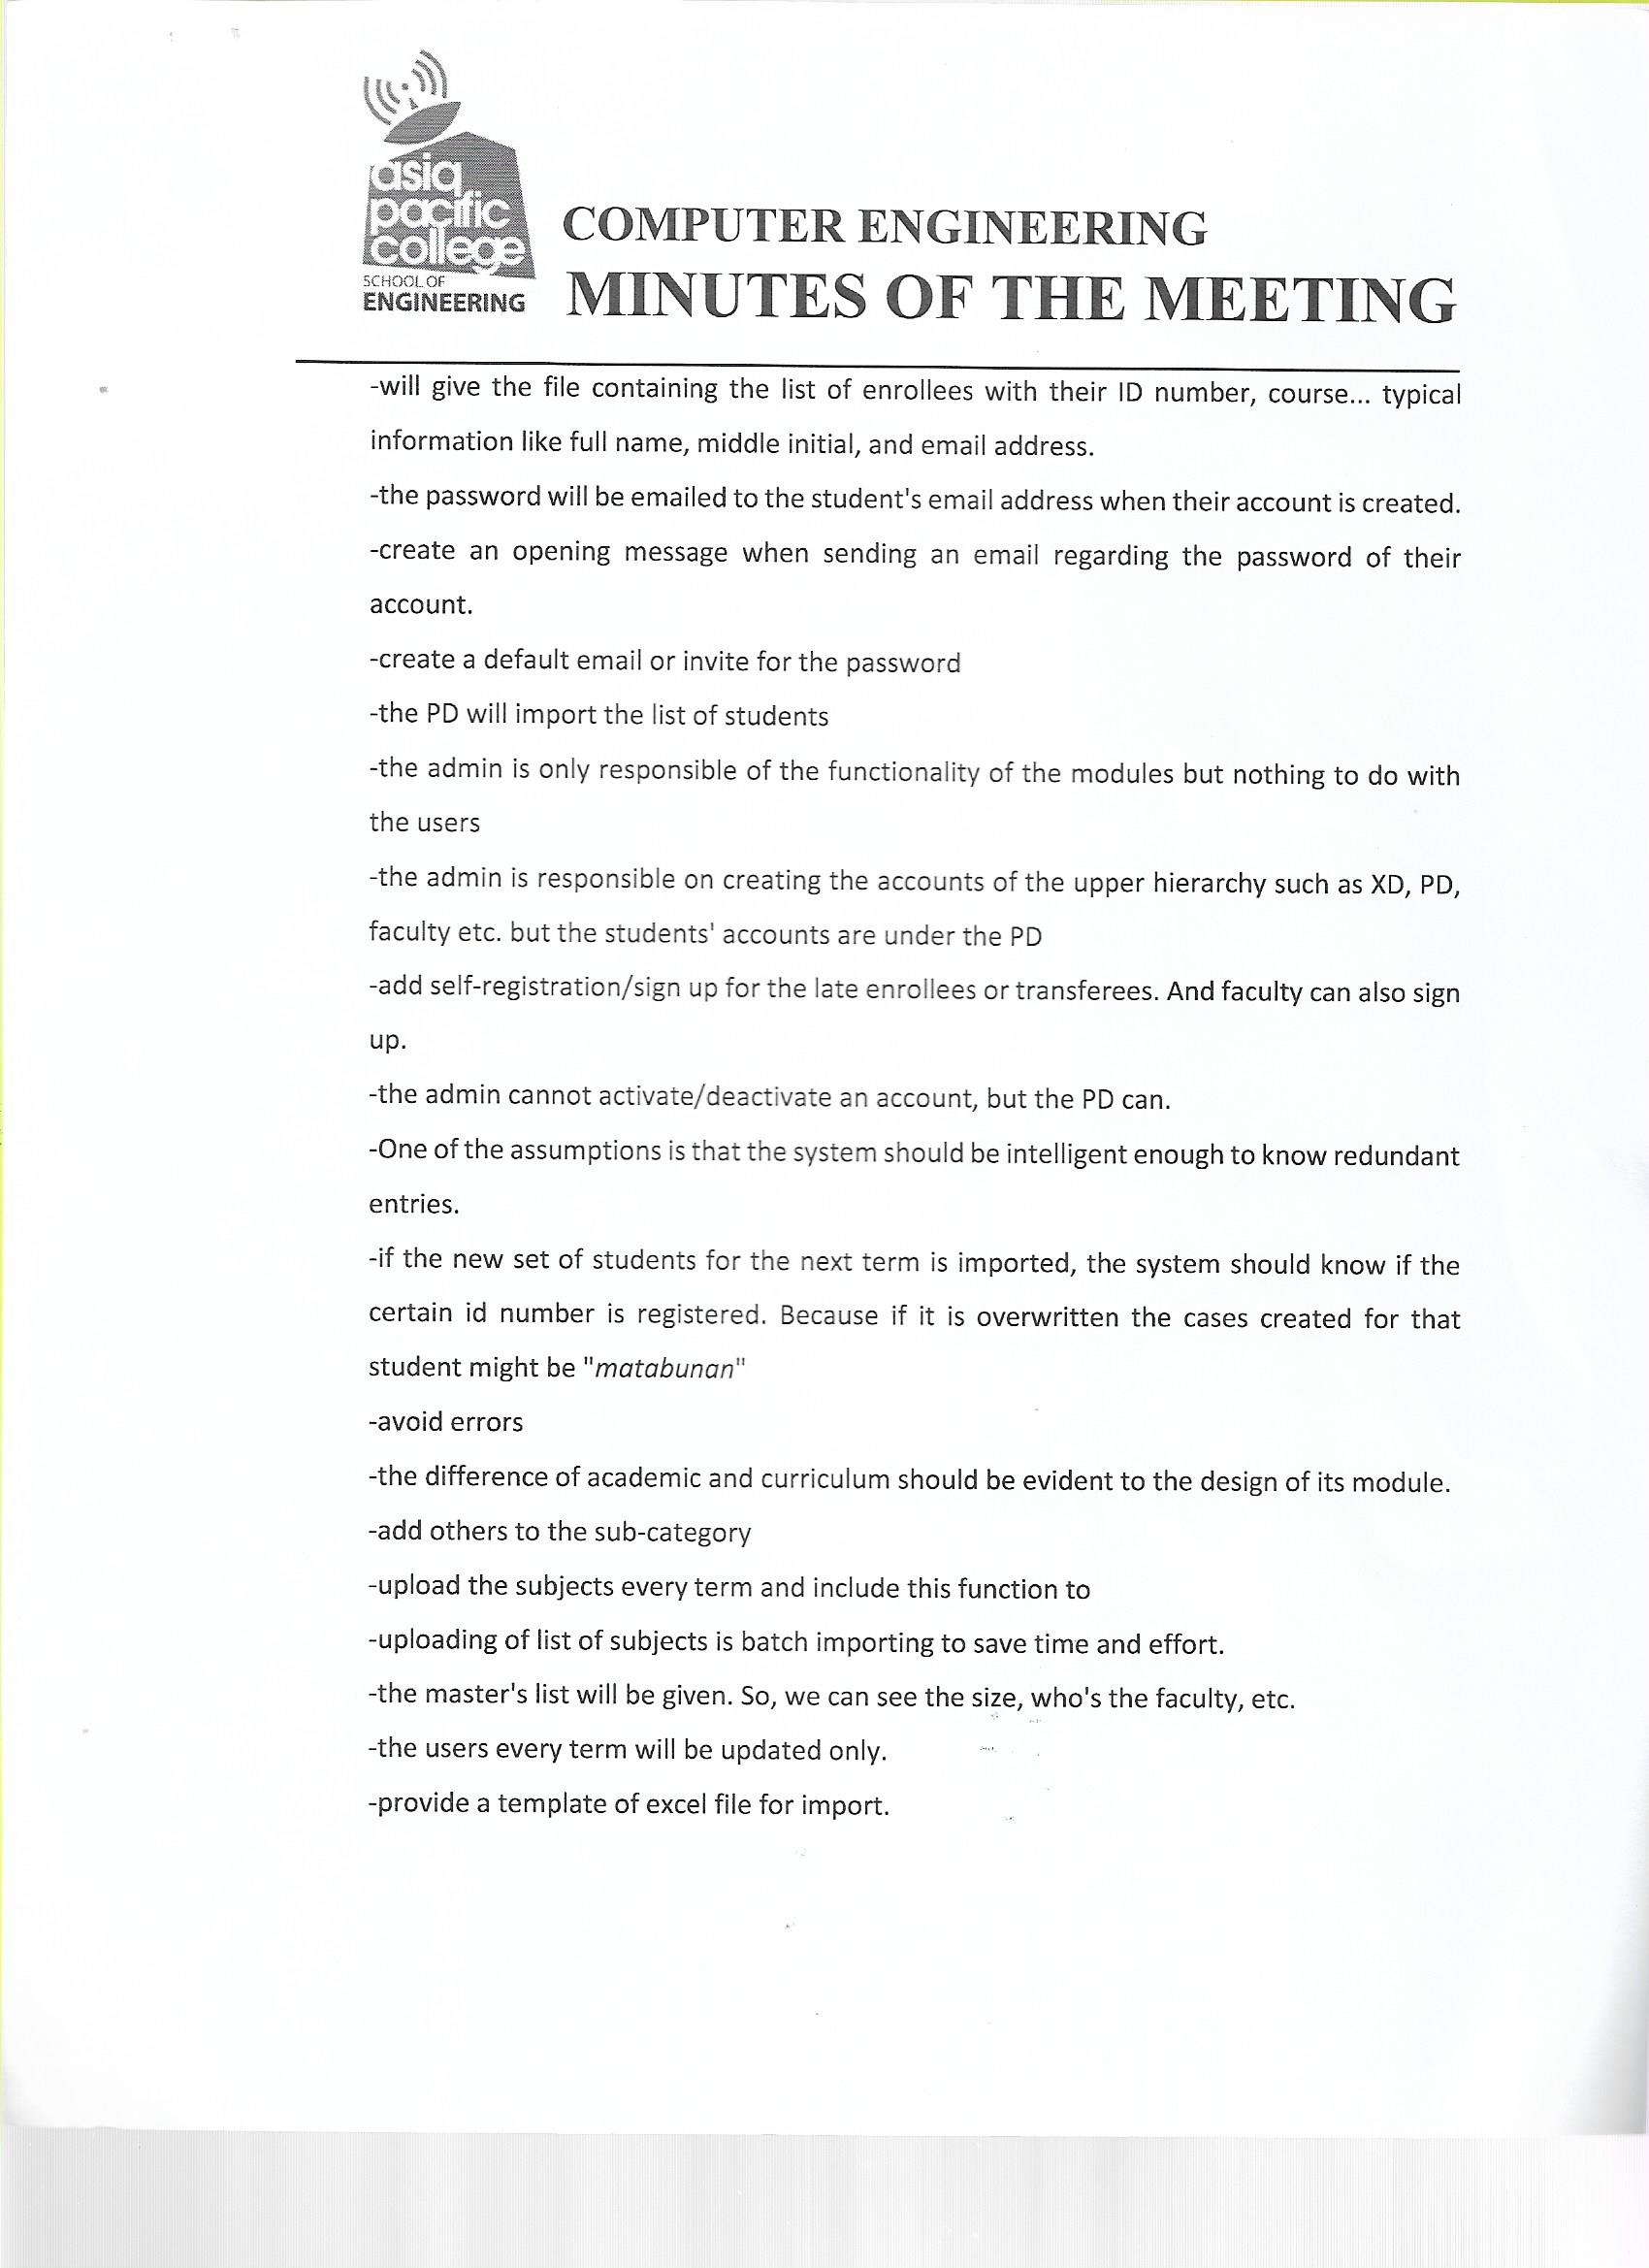 asia
pacific
college
SCHOOL OF
ENGINEERING
COMPUTER ENGINEERING
MINUTES OF THE MEETING
-will give the file containing the list of enrollees with their ID number, course... typical
information like full name, middle initial, and email address.
-the password will be emailed to the student's email address when their account is created.
-create an opening message when sending an email regarding the password of their
account.
-create a default email or invite for the password
-the PD will import the list of students
-the admin is only responsible of the functionality of the modules but nothing to do with
the users
-the admin is responsible on creating the accounts of the upper hierarchy such as XD, PD,
faculty etc. but the students' accounts are under the PD
-add self-registration/sign up for the late enrollees or transferees. And faculty can also sign
up.
-the admin cannot activate/deactivate an account, but the PD can.
-One of the assumptions is that the system should be intelligent enough to know redundant
entries.
-if the new set of students for the next term is imported, the system should know if the
certain id number is registered. Because if it is overwritten the cases created for that
student might be "matabunan"
-avoid errors
-the difference of academic and curriculum should be evident to the design of its module.
-add others to the sub-category
-upload the subjects every term and include this function to
-uploading of list of subjects is batch importing to save time and effort.
-the master's list will be given. So, we can see the size, who's the faculty, etc.
-the users every term will be updated only.
-provide a template of excel file for import.